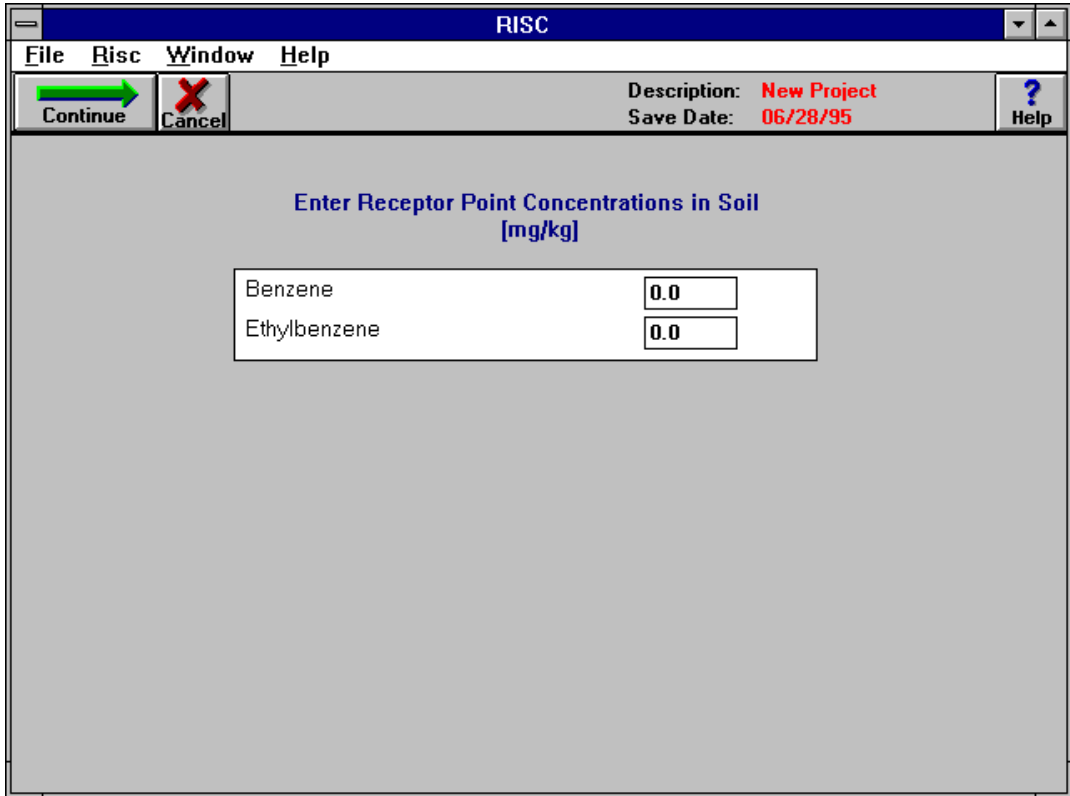 RISC
File Risc Window Help
Continue Cancel Description: New Project Help
Save Date: 06/28/95
?
Enter Receptor Point Concentrations in Soil
[mg/kg]
Benzene 0.0
Ethylbenzene 0.0